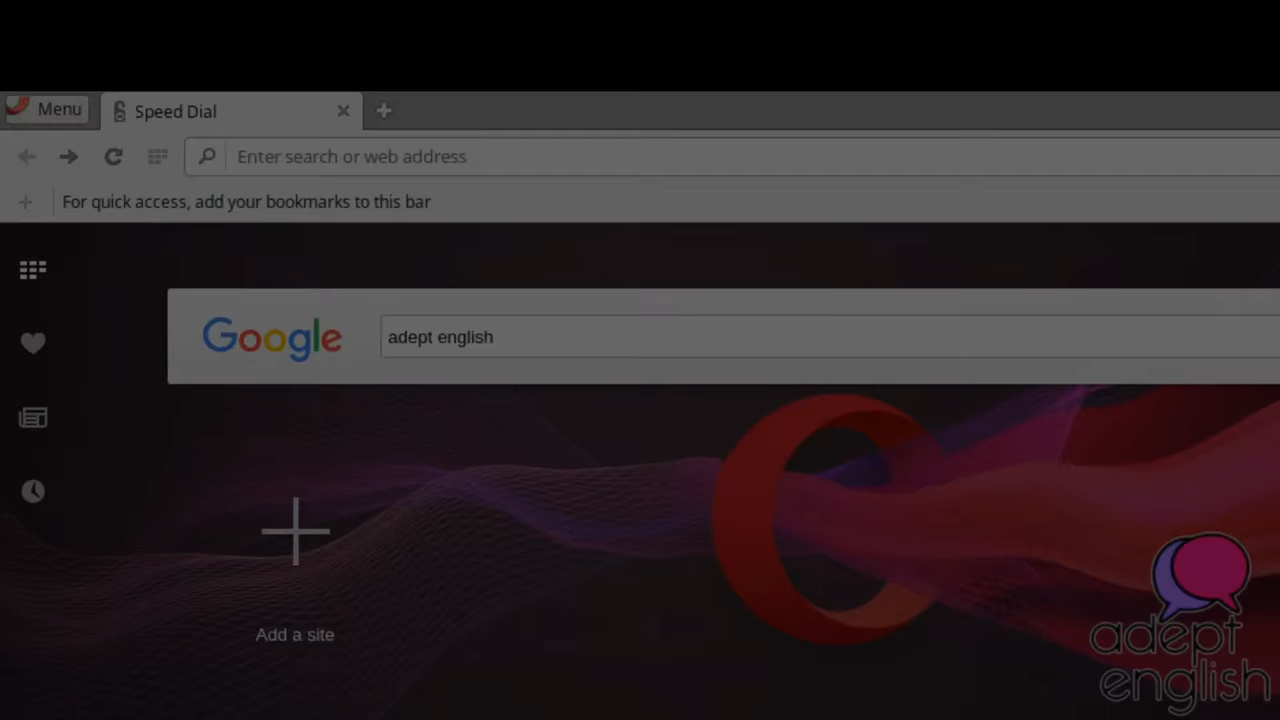 Menu
Speed Dial
Enter search or web address
For quick access, add your bookmarks to this bar
Google
adept english
Add a site
adept
english